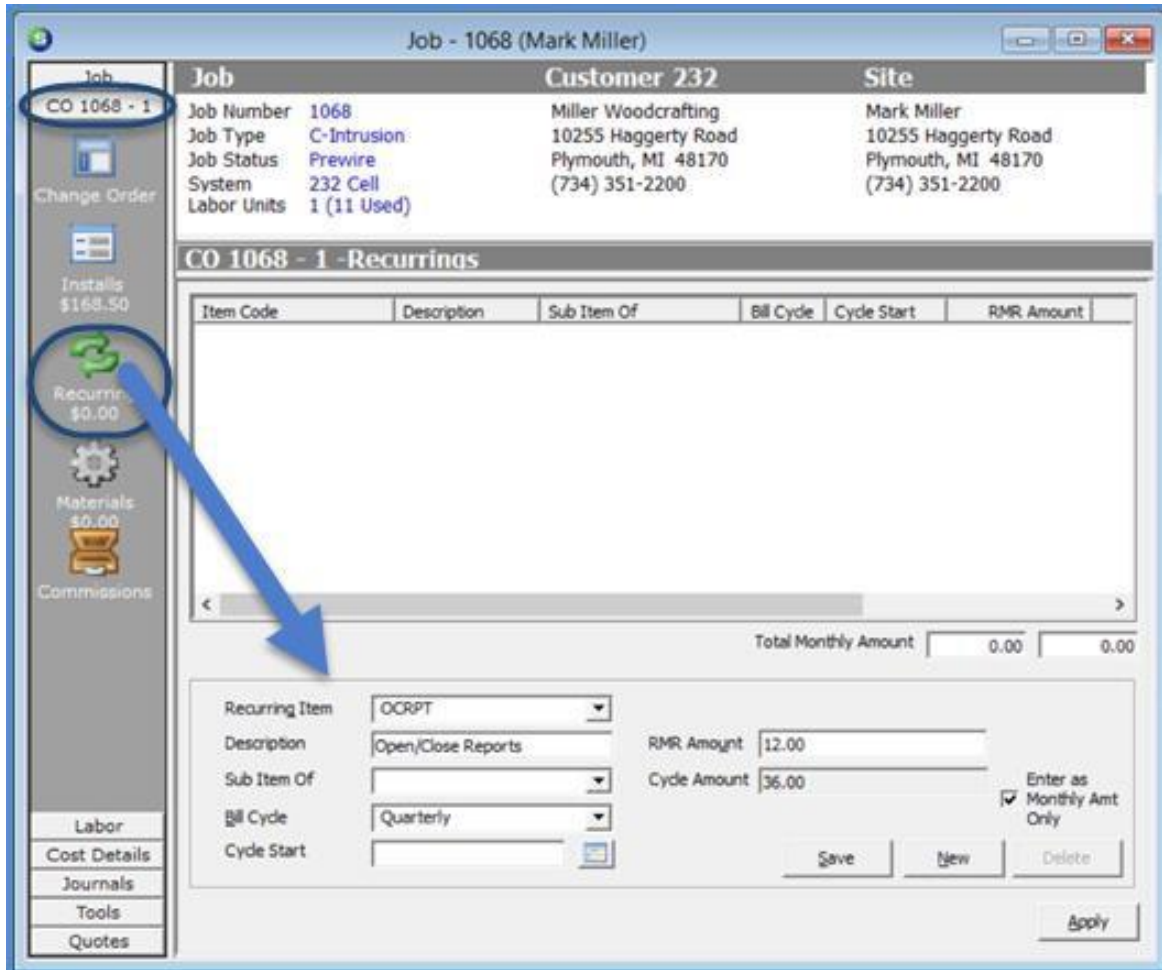 Job - 1068 (Mark Miller)
Job
CO 1068 - 1
Change Order
Installs
$168.50
$0.00
Materials
$0.00
Commissions
Labor
Cost Details
Journals
Tools
Quotes
Job Customer 232 Site
Job Number 1068 Miller Woodcrafting Mark Miller
Job Type C-Intrusion 10255 Haggerty Road 10255 Haggerty Road
Job Status Prewire Plymouth, MI 48170 Plymouth, MI 48170
System 232 Cell (734) 351-2200 (734) 351-2200
Labor Units 1 (11 Used)
CO 1068 - 1 -Recurrings
Item Code Description Sub Item Of Bill Cycle Cycle Start RMR Amount
Total Monthly Amount 0.00 0.00
Recurring Item OCRPT
Description Open/Close Reports RMR Amount 12.00
Sub Item Of Cycle Amount 36.00 Enter as
Monthly Amt
Only
Bill Cycle Quarterly
Cycle Start Save New Delete
Apply